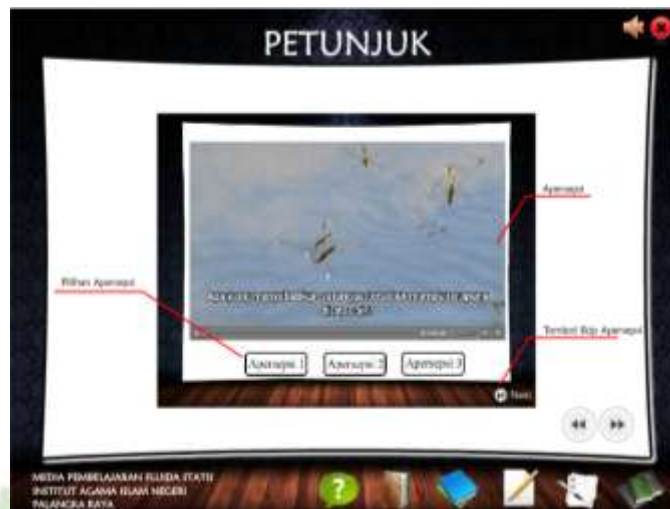 PETUNJUK
Apersepsi
Pilihan Apersepsi
Tombol Skip Apersepsi
Apersepsi 1
Apersepsi 2
Apersepsi 3
Next
MEDIA PEMBELAJARAN FLUIDA STATIS
INSTITUT AGAMA ISLAM NEGERI
PALANGKA RAYA